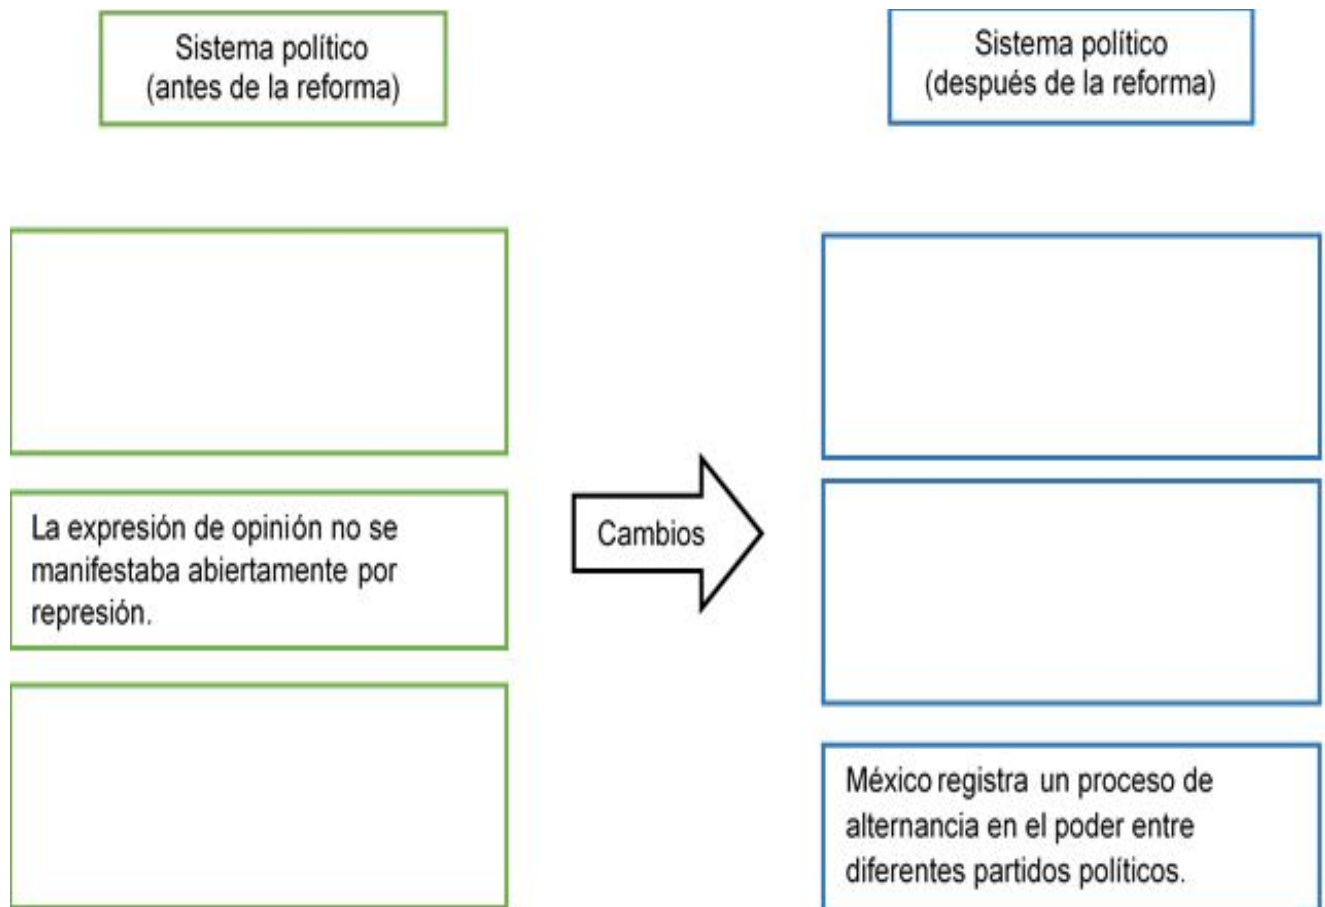 Sistema político
(antes de la reforma)
Sistema político
(después de la reforma)
La expresión de opinión no se
manifestaba abiertamente por
represión.
Cambios
México registra un proceso de
alternancia en el poder entre
diferentes partidos políticos.